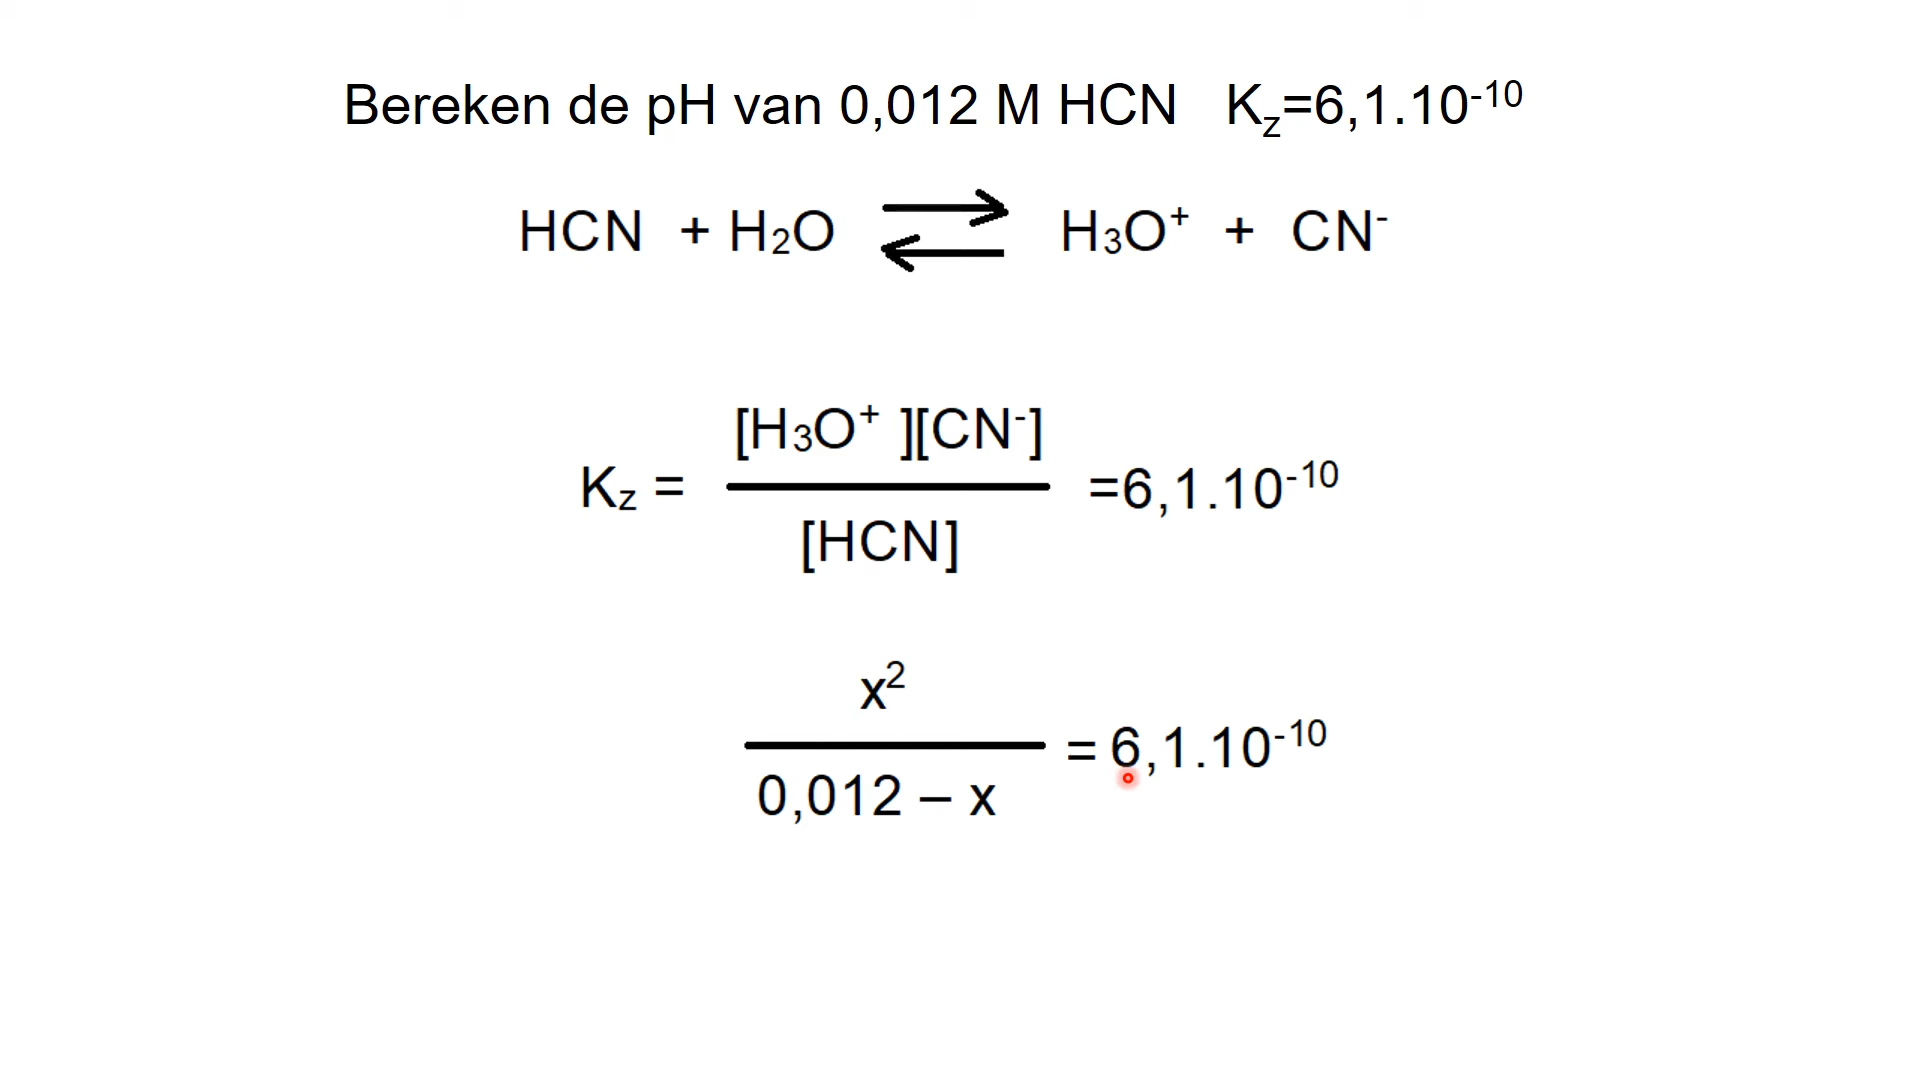 Bereken de pH van 0,012 M HCN Kz=6,1.10-10
HCN + H2O ⇌ H3O+ + CN-
[H3O+ ][CN-]
Kz = =6,1.10-10
[HCN]
x2
= 6,1.10-10
0,012 – x